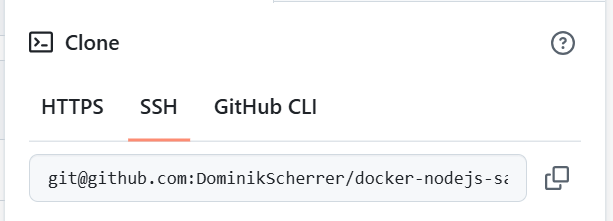 Clone
HTTPS SSH GitHub CLI
git@github.com:DominikScherrer/docker-nodejs-sa